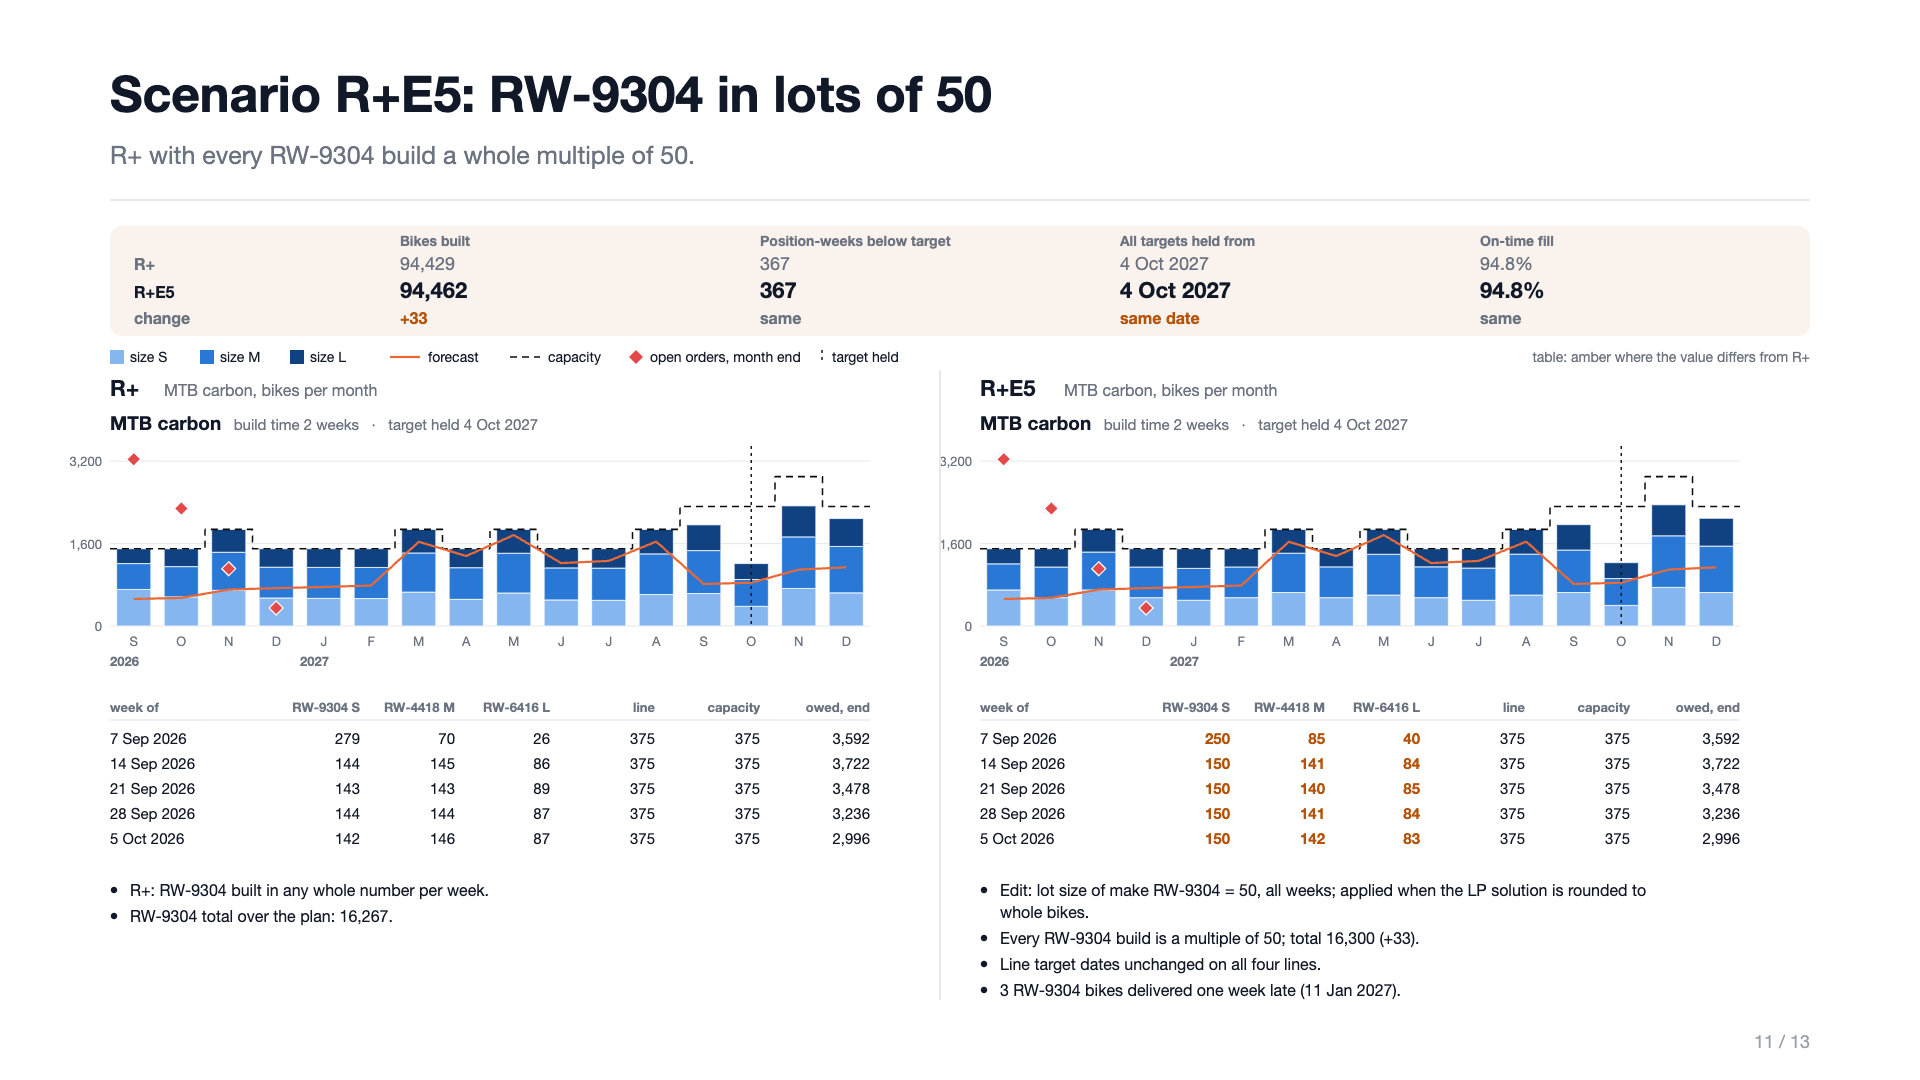 Scenario R+E5: RW-9304 in lots of 50
R+ with every RW-9304 build a whole multiple of 50.
Bikes built Position-weeks below target All targets held from On-time fill
R+ 94,429 367 4 Oct 2027 94.8%
R+E5 94,462 367 4 Oct 2027 94.8%
change +33 same same date same
size S size M size L forecast capacity open orders, month end target held table: amber where the value differs from R+
R+ MTB carbon, bikes per month
MTB carbon build time 2 weeks · target held 4 Oct 2027
3,200
1,600
0
S O N D J F M A M J J A S O N D
2026 2027
week of RW-9304 S RW-4418 M RW-6416 L line capacity owed, end
7 Sep 2026 279 70 26 375 375 3,592
14 Sep 2026 144 145 86 375 375 3,722
21 Sep 2026 143 143 89 375 375 3,478
28 Sep 2026 144 144 87 375 375 3,236
5 Oct 2026 142 146 87 375 375 2,996
• R+: RW-9304 built in any whole number per week.
• RW-9304 total over the plan: 16,267.
R+E5 MTB carbon, bikes per month
MTB carbon build time 2 weeks · target held 4 Oct 2027
3,200
1,600
0
S O N D J F M A M J J A S O N D
2026 2027
week of RW-9304 S RW-4418 M RW-6416 L line capacity owed, end
7 Sep 2026 250 85 40 375 375 3,592
14 Sep 2026 150 141 84 375 375 3,722
21 Sep 2026 150 140 85 375 375 3,478
28 Sep 2026 150 141 84 375 375 3,236
5 Oct 2026 150 142 83 375 375 2,996
• Edit: lot size of make RW-9304 = 50, all weeks; applied when the LP solution is rounded to
whole bikes.
• Every RW-9304 build is a multiple of 50; total 16,300 (+33).
• Line target dates unchanged on all four lines.
• 3 RW-9304 bikes delivered one week late (11 Jan 2027).
11 / 13